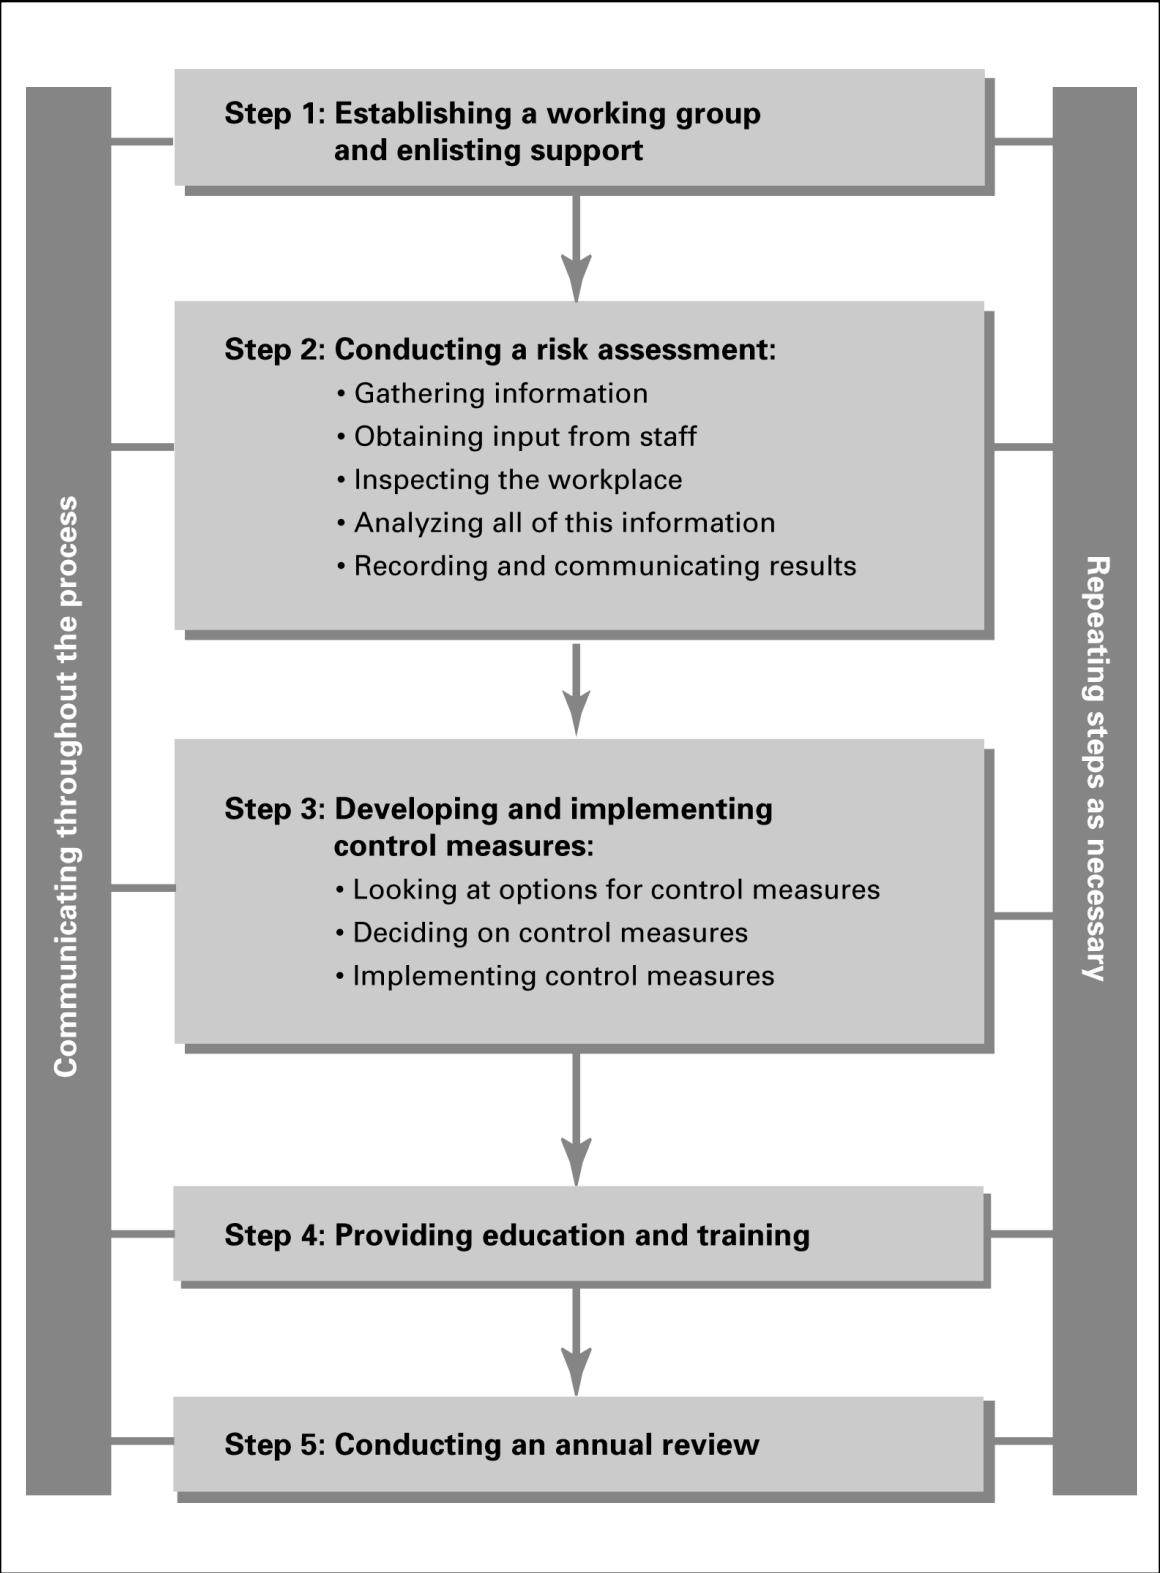 Step 1: Establishing a working group
and enlisting support
Step 2: Conducting a risk assessment:
• Gathering information
• Obtaining input from staff
• Inspecting the workplace
• Analyzing all of this information
• Recording and communicating results
Step 3: Developing and implementing
control measures:
• Looking at options for control measures
• Deciding on control measures
• Implementing control measures
Step 4: Providing education and training
Step 5: Conducting an annual review
Communicating throughout the process
Repeating steps as necessary